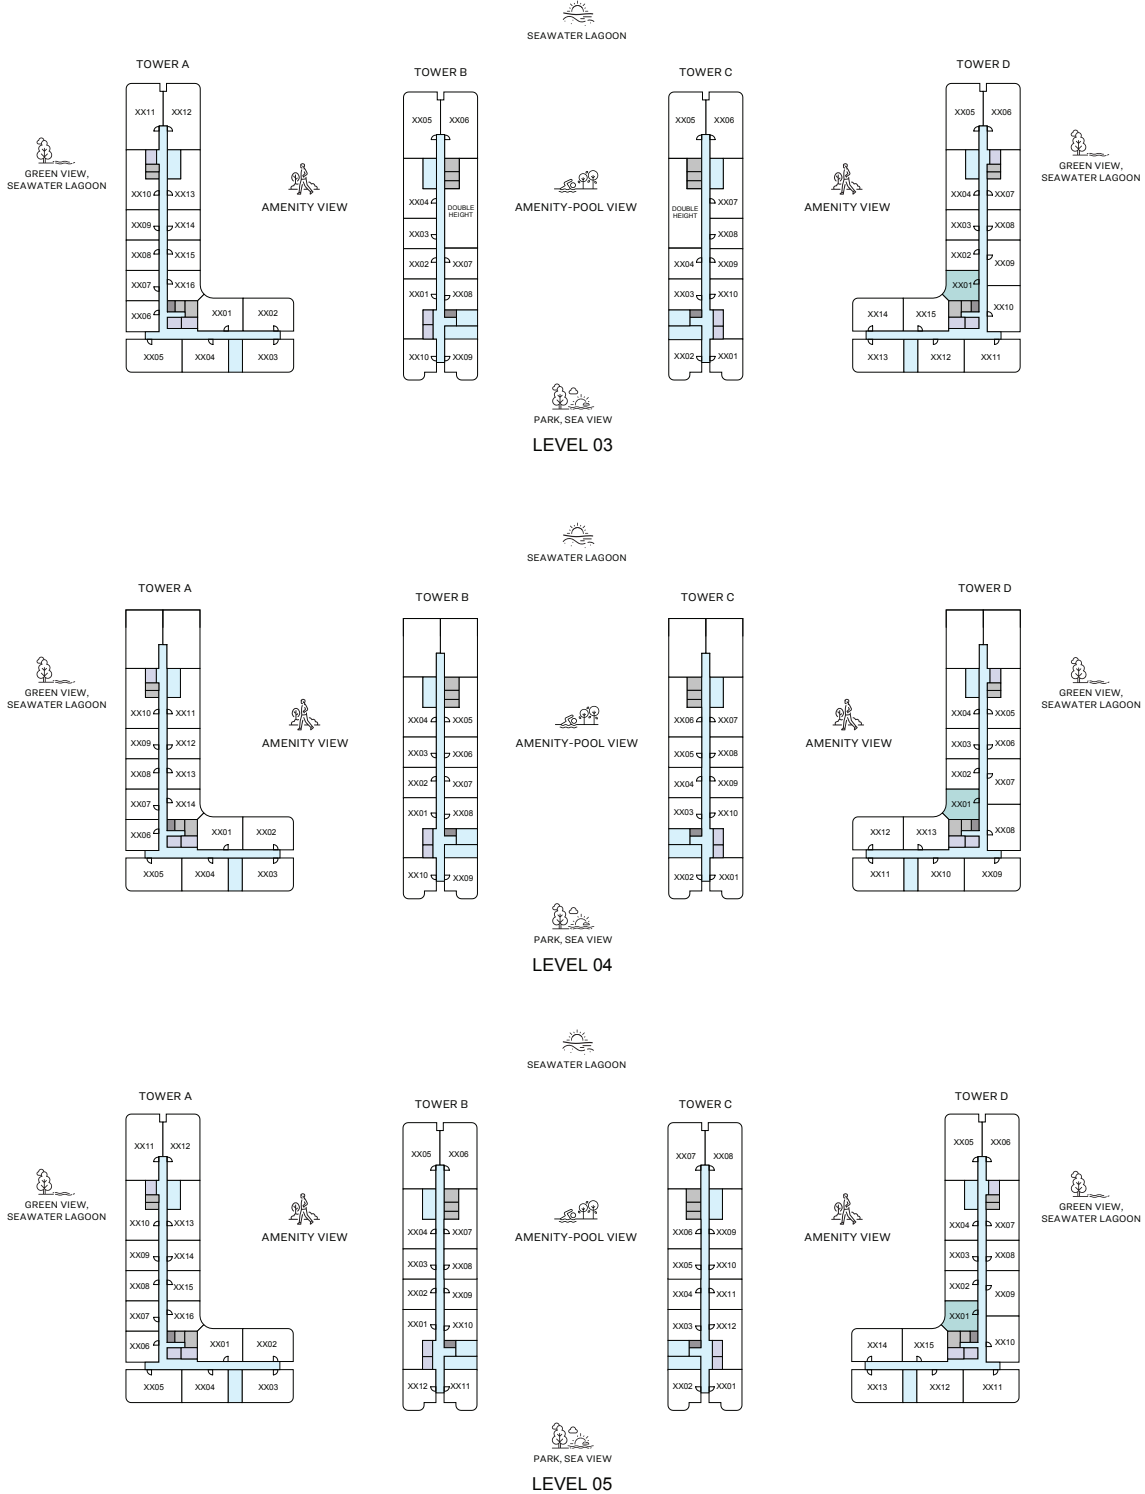 SEAWATER LAGOON
TOWER A
TOWER B
TOWER C
TOWER D
XX11 XX12
XX05 XX06
XX05 XX06
XX05 XX06
GREEN VIEW,
SEAWATER LAGOON
AMENITY VIEW
AMENITY-POOL VIEW
AMENITY VIEW
GREEN VIEW,
SEAWATER LAGOON
XX10 XX13
XX04
DOUBLE
HEIGHT
DOUBLE
HEIGHT
XX07
XX04 XX07
XX09 XX14
XX03
XX08
XX03 XX08
XX08 XX15
XX02 XX07
XX04 XX09
XX02
XX09
XX07 XX16
XX01 XX08
XX03 XX10
XX01
XX10
XX06
XX01
XX02
XX14
XX15
XX05
XX04
XX03
XX10 XX09
XX02 XX01
XX13
XX12
XX11
PARK, SEA VIEW
LEVEL 03
SEAWATER LAGOON
TOWER A
TOWER B
TOWER C
TOWER D
GREEN VIEW,
SEAWATER LAGOON
AMENITY VIEW
AMENITY-POOL VIEW
AMENITY VIEW
GREEN VIEW,
SEAWATER LAGOON
XX10 XX11
XX04 XX05
XX06 XX07
XX04 XX05
XX09 XX12
XX03 XX06
XX05 XX08
XX03 XX06
XX08 XX13
XX02 XX07
XX04 XX09
XX02
XX07
XX07 XX14
XX01 XX08
XX03 XX10
XX01
XX08
XX06
XX01
XX02
XX12
XX13
XX05
XX04
XX03
XX10 XX09
XX02 XX01
XX11
XX10
XX09
PARK, SEA VIEW
LEVEL 04
SEAWATER LAGOON
TOWER A
TOWER B
TOWER C
TOWER D
XX11 XX12
XX05 XX06
XX07 XX08
XX05 XX06
GREEN VIEW,
SEAWATER LAGOON
AMENITY VIEW
AMENITY-POOL VIEW
AMENITY VIEW
GREEN VIEW,
SEAWATER LAGOON
XX10 XX13
XX04 XX07
XX06 XX09
XX04 XX07
XX09 XX14
XX03 XX08
XX05 XX10
XX03 XX08
XX08 XX15
XX02 XX09
XX04 XX11
XX02
XX09
XX07 XX16
XX01 XX10
XX03 XX12
XX01
XX10
XX06
XX01
XX02
XX14
XX15
XX05
XX04
XX03
XX12 XX11
XX02 XX01
XX13
XX12
XX11
PARK, SEA VIEW
LEVEL 05